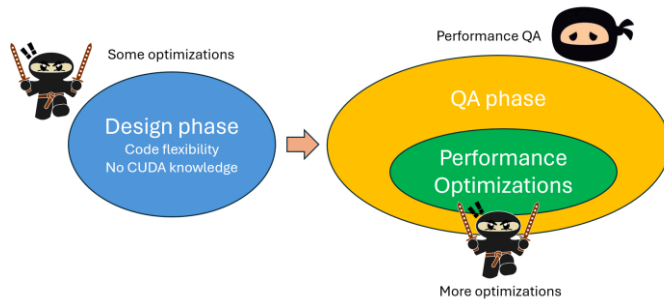 Some optimizations
Design phase
Code flexibility
No CUDA knowledge
Performance QA
QA phase
Performance
Optimizations
More optimizations